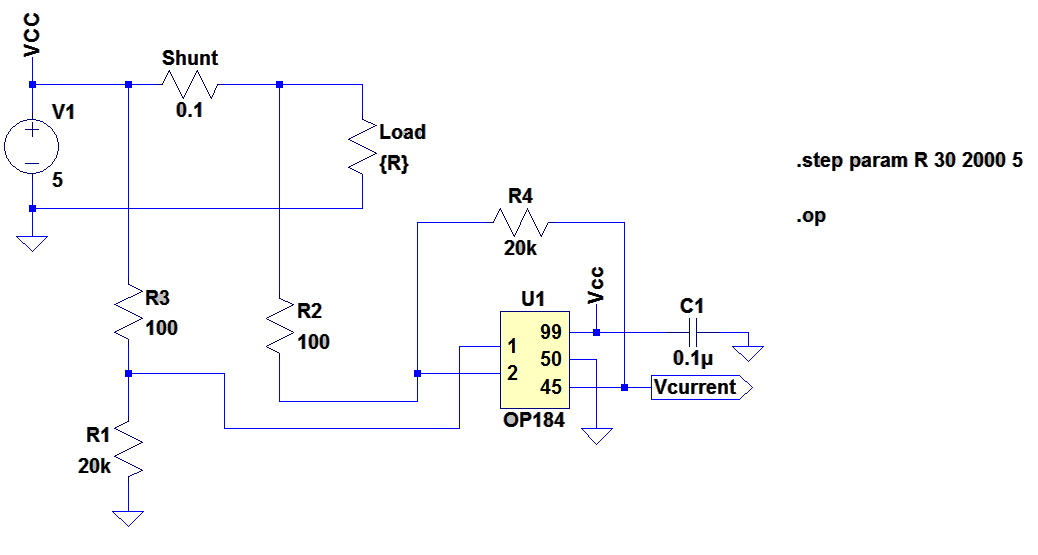 VCC
Shunt
0.1
V1
5
Load
{R}
.step param R 30 2000 5
.op
R4
20k
R3
100
R2
100
U1
Vcc
C1
0.1µ
99
1
50
2
45
Vcurrent
OP184
R1
20k